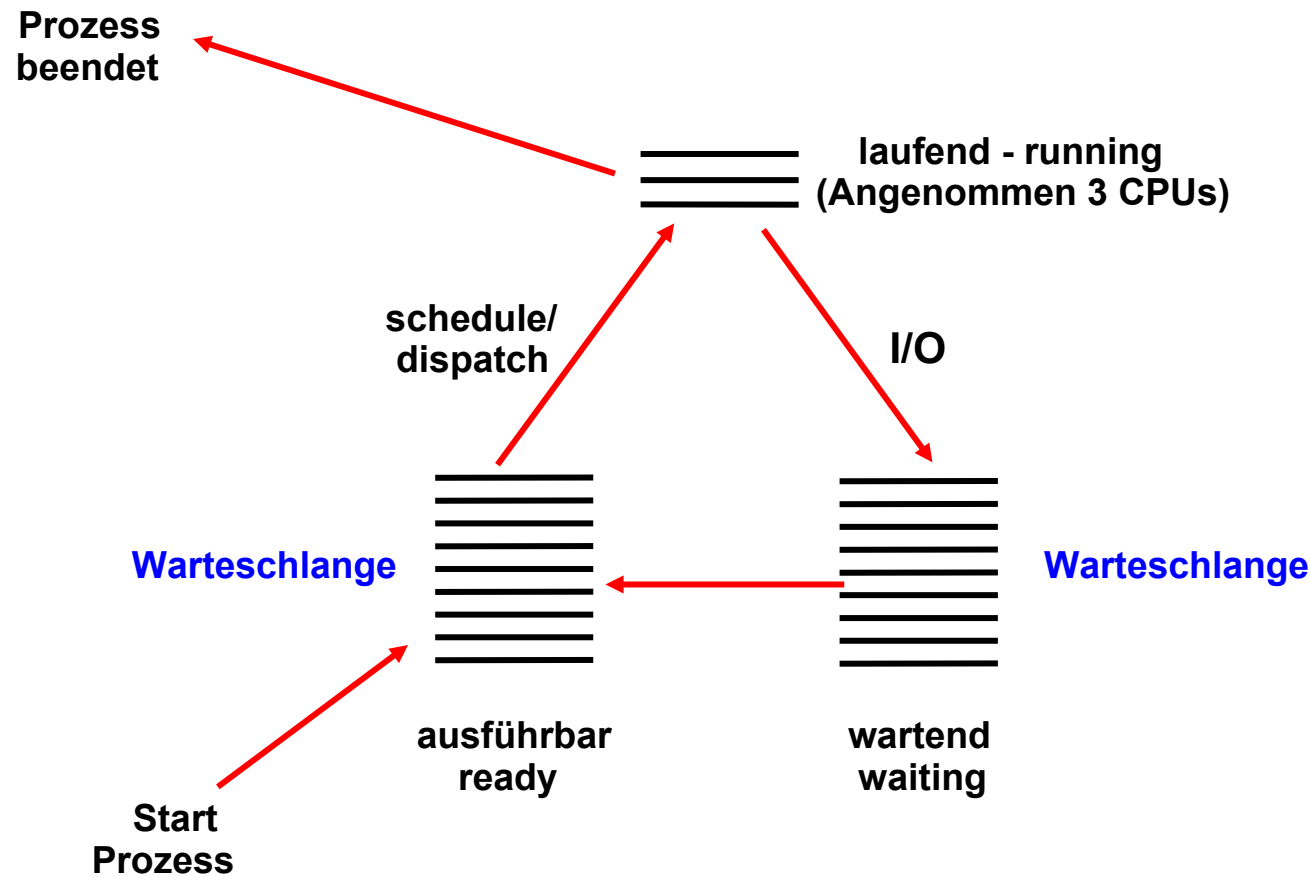 Prozess
beendet
laufend - running
(Angenommen 3 CPUs)
schedule/
dispatch
I/O
Warteschlange
Warteschlange
ausführbar
ready
wartend
waiting
Start
Prozess